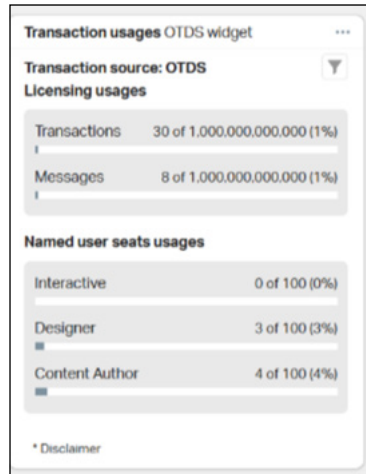 Transaction usages OTDS widget ...
Transaction source: OTDS
Licensing usages
Transactions 30 of 1.000.000.000.000 (1%)
Messages 8 of 1.000.000.000.000 (1%)
Named user seats usages
Interactive 0 of 100 (0%)
Designer 3 of 100 (3%)
Content Author 4 of 100 (4%)
* Disclaimer